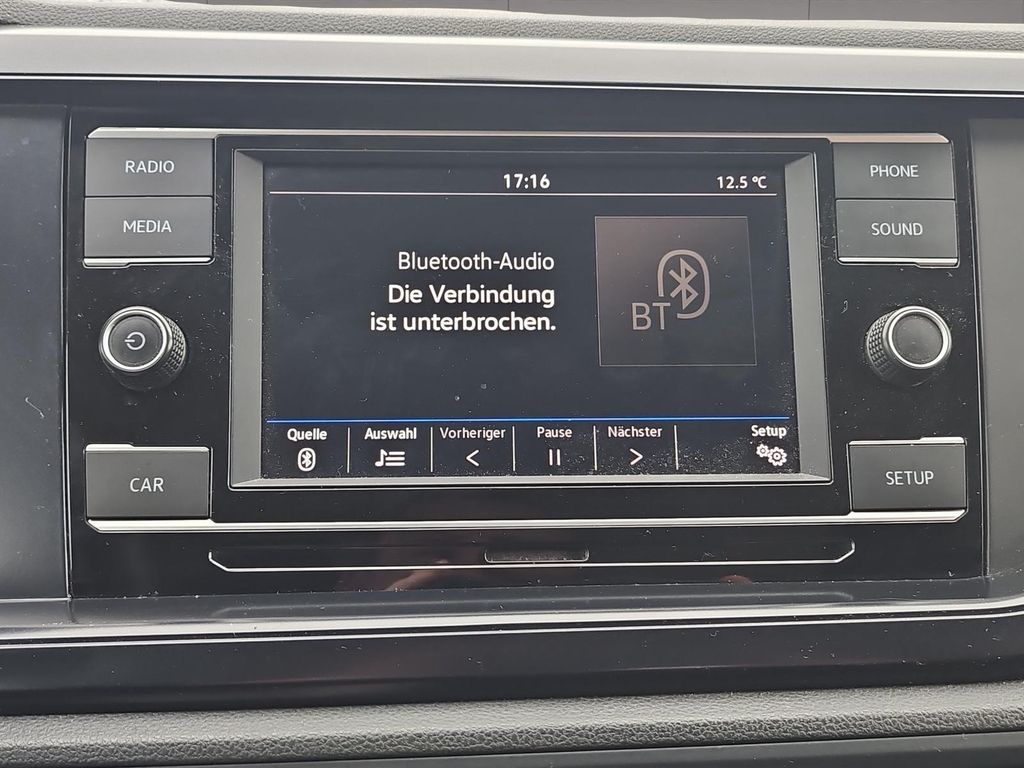 RADIO
MEDIA
CAR
17:16
12.5 °C
Bluetooth-Audio
Die Verbindung
ist unterbrochen.
BT
Quelle
Auswahl
Vorheriger
Pause
Nächster
Setup
PHONE
SOUND
SETUP